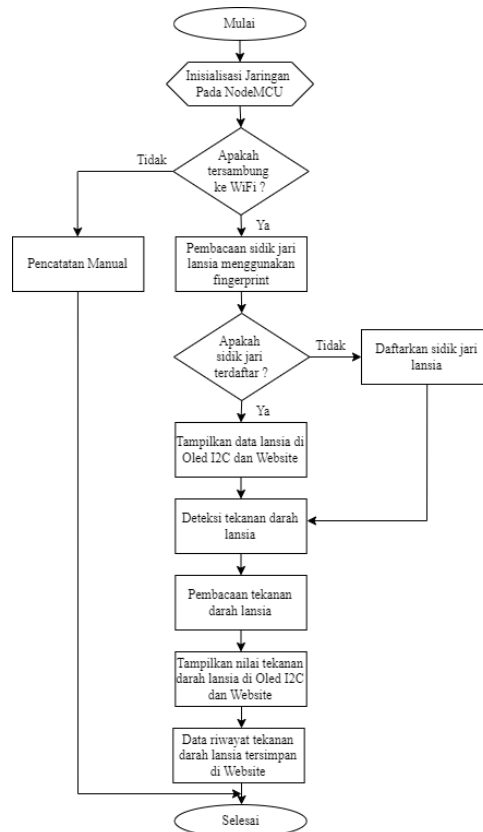 Mulai
Inisialisasi Jaringan
Pada NodeMCU
Tidak
Apakah
tersambung
ke WiFi ?
Ya
Pencatatan Manual
Pembacaan sidik jari
lansia menggunakan
fingerprint
Apakah
sidik jari
terdaftar ?
Tidak
Daftarkan sidik jari
lansia
Ya
Tampilkan data lansia di
Oled I2C dan Website
Deteksi tekanan darah
lansia
Pembacaan tekanan
darah lansia
Tampilkan nilai tekanan
darah lansia di Oled I2C
dan Website
Data riwayat tekanan
darah lansia tersimpan
di Website
Selesai